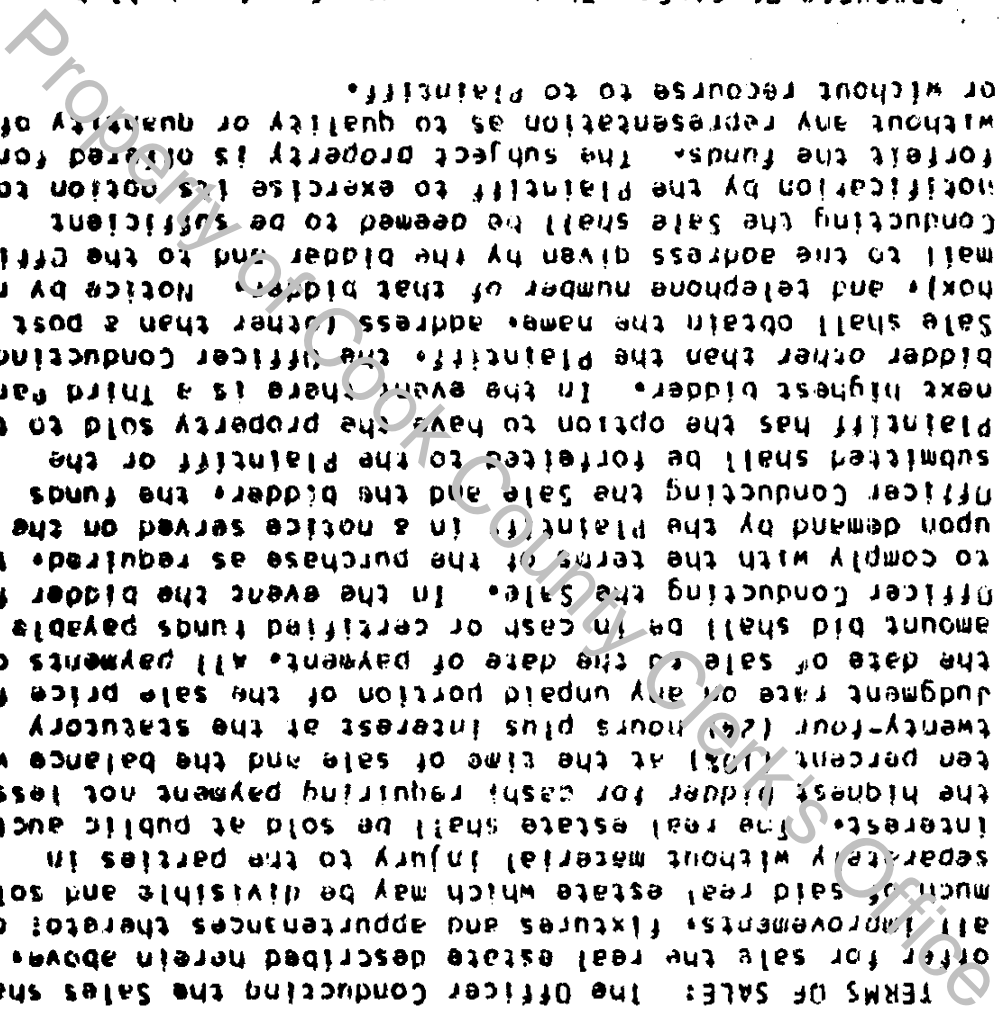 TERMS OF SALE: The Officer Conducting the Sales sha
offer for sale the real estate described herein above,
all improvements, fixtures and appurtenances thereto; o
much of said real estate which may be divisible and sol
separately without material injury to the parties in
interest. The real estate shall be sold at public auct
the highest bidder for cash; requiring payment not less
ten percent (10%) at the time of sale and the balance w
twenty-four (24) hours plus interest at the statutory
Judgment rate on any unpaid portion of the sale price f
the date of sale to the date of payment. All payments o
amount bid shall be in cash or certified funds payable
Officer Conducting the Sale. In the event the bidder f
to comply with the terms of the purchase as required, t
upon demand by the Plaintiff in a notice served on the
Officer Conducting the Sale and the bidder, the funds
submitted shall be forfeited to the Plaintiff or the
Plaintiff has the option to have the property sold to t
next highest bidder. In the event there is a Third Par
bidder other than the Plaintiff, the Officer Conducting
Sale shall obtain the name, address (other than a post
box), and telephone number of that bidder. Notice by r
mail to the address given by the bidder and to the Offi
Conducting the Sale shall be deemed to be sufficient
notification by the Plaintiff to exercise its option to
forfeit the funds. The subject property is offered for
without any representation as to quality or quantity of
or without recourse to to Plaintiff.
Property of Cook County Clerk's Office